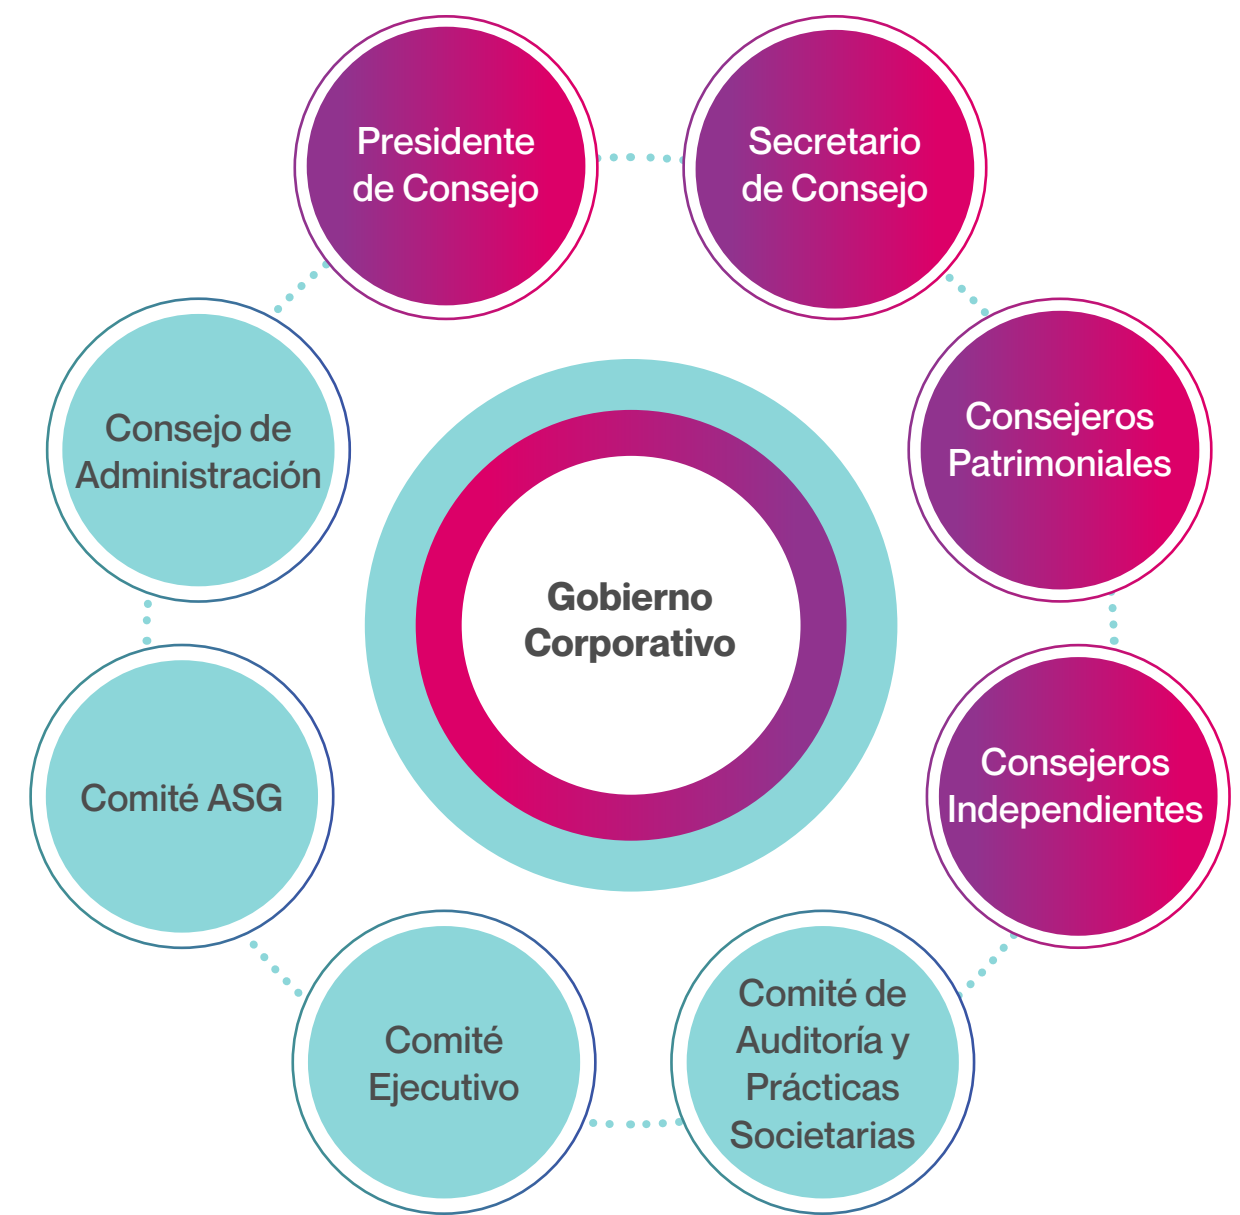 Presidente
de Consejo
Secretario
de Consejo
Consejo de
Administración
Consejeros
Patrimoniales
Gobierno
Corporativo
Comité ASG
Consejeros
Independientes
Comité
Ejecutivo
Comité de
Auditoría y
Prácticas
Societarias